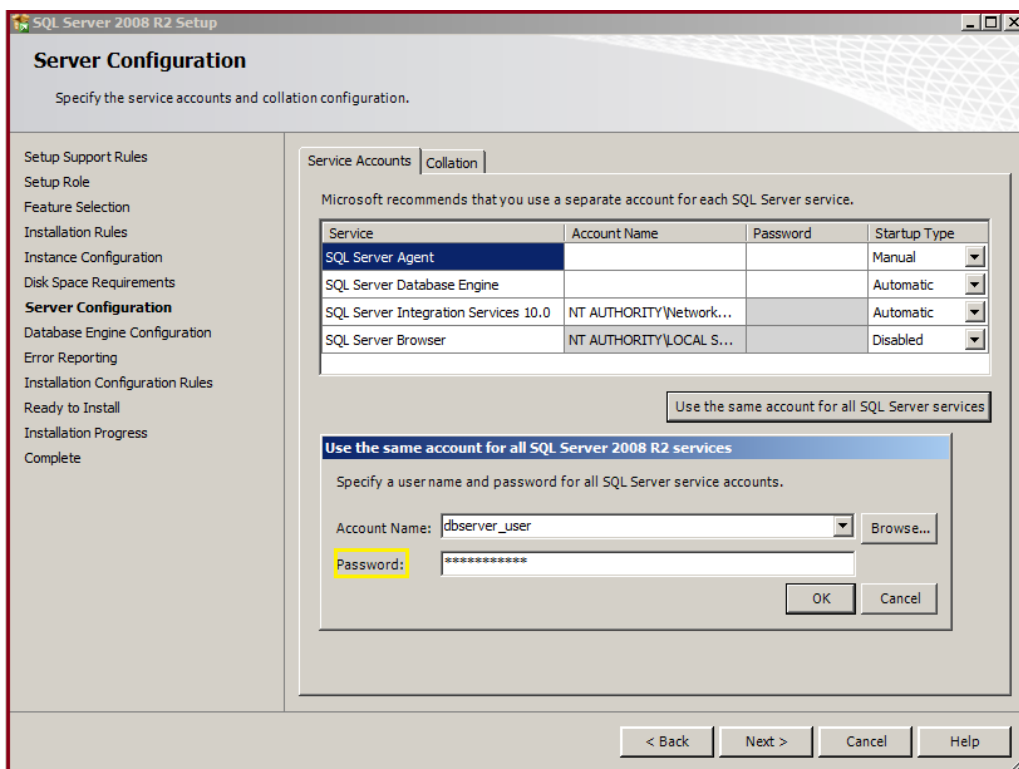 SQL Server 2008 R2 Setup
Server Configuration
Specify the service accounts and collation configuration.
Setup Support Rules
Setup Role
Feature Selection
Installation Rules
Instance Configuration
Disk Space Requirements
Server Configuration
Database Engine Configuration
Error Reporting
Installation Configuration Rules
Ready to Install
Installation Progress
Complete
Service Accounts Collation
Microsoft recommends that you use a separate account for each SQL Server service.
Service Account Name Password Startup Type
SQL Server Agent Manual
SQL Server Database Engine Automatic
SQL Server Integration Services 10.0 NT AUTHORITY\Network... Automatic
SQL Server Browser NT AUTHORITY\LOCAL S... Disabled
Use the same account for all SQL Server services
Use the same account for all SQL Server 2008 R2 services
Specify a user name and password for all SQL Server service accounts.
Account Name: dbserver_user Browse...
Password: ***********
OK Cancel
< Back Next > Cancel Help